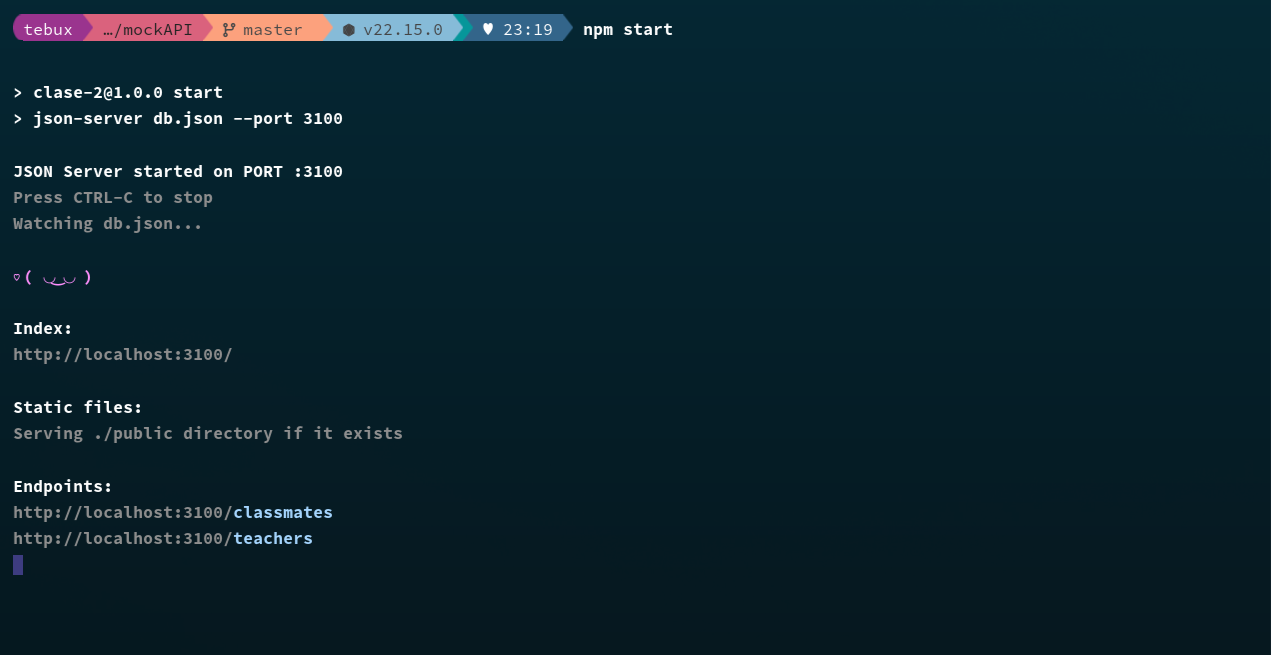 tebux …/mockAPI master v22.15.0 ♥ 23:19 npm start
> clase-2@1.0.0 start
> json-server db.json --port 3100
JSON Server started on PORT :3100
Press CTRL-C to stop
Watching db.json...
♡( ◡‿◡ )
Index:
http://localhost:3100/
Static files:
Serving ./public directory if it exists
Endpoints:
http://localhost:3100/classmates
http://localhost:3100/teachers